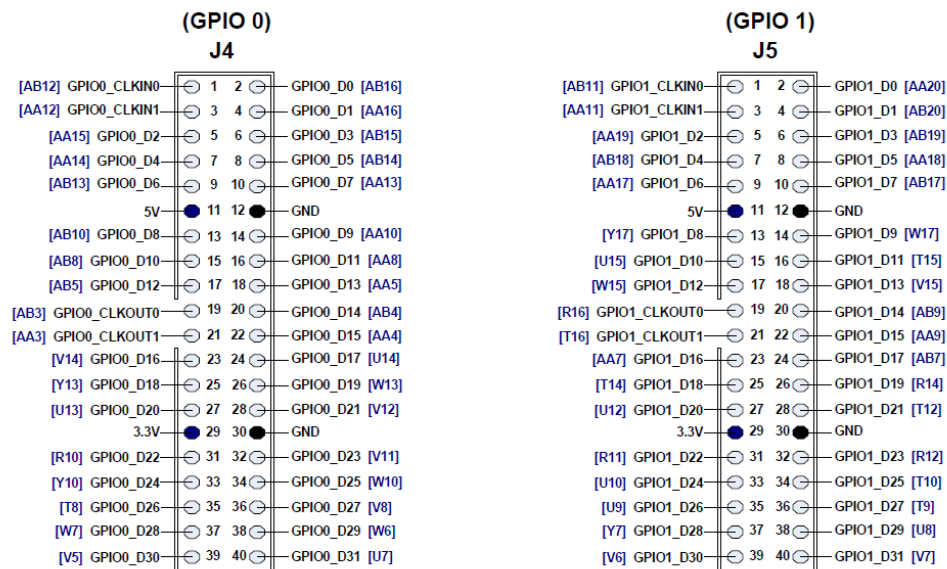 (GPIO 0) (GPIO 1)
J4 J5
[AB12] GPIO0_CLKIN0 1 2 GPIO0_D0 [AB16] [AB11] GPIO1_CLKIN0 1 2 GPIO1_D0 [AA20]
[AA12] GPIO0_CLKIN1 3 4 GPIO0_D1 [AA16] [AA11] GPIO1_CLKIN1 3 4 GPIO1_D1 [AB20]
[AA15] GPIO0_D2 5 6 GPIO0_D3 [AB15] [AA19] GPIO1_D2 5 6 GPIO1_D3 [AB19]
[AA14] GPIO0_D4 7 8 GPIO0_D5 [AB14] [AB18] GPIO1_D4 7 8 GPIO1_D5 [AA18]
[AB13] GPIO0_D6 9 10 GPIO0_D7 [AA13] [AA17] GPIO1_D6 9 10 GPIO1_D7 [AB17]
5V 11 12 GND 5V 11 12 GND
[AB10] GPIO0_D8 13 14 GPIO0_D9 [AA10] [Y17] GPIO1_D8 13 14 GPIO1_D9 [W17]
[AB8] GPIO0_D10 15 16 GPIO0_D11 [AA8] [U15] GPIO1_D10 15 16 GPIO1_D11 [T15]
[AB5] GPIO0_D12 17 18 GPIO0_D13 [AA5] [W15] GPIO1_D12 17 18 GPIO1_D13 [V15]
[AB3] GPIO0_CLKOUT0 19 20 GPIO0_D14 [AB4] [R16] GPIO1_CLKOUT0 19 20 GPIO1_D14 [AB9]
[AA3] GPIO0_CLKOUT1 21 22 GPIO0_D15 [AA4] [T16] GPIO1_CLKOUT1 21 22 GPIO1_D15 [AA9]
[V14] GPIO0_D16 23 24 GPIO0_D17 [U14] [AA7] GPIO1_D16 23 24 GPIO1_D17 [AB7]
[Y13] GPIO0_D18 25 26 GPIO0_D19 [W13] [T14] GPIO1_D18 25 26 GPIO1_D19 [R14]
[U13] GPIO0_D20 27 28 GPIO0_D21 [V12] [U12] GPIO1_D20 27 28 GPIO1_D21 [T12]
3.3V 29 30 GND 3.3V 29 30 GND
[R10] GPIO0_D22 31 32 GPIO0_D23 [V11] [R11] GPIO1_D22 31 32 GPIO1_D23 [R12]
[Y10] GPIO0_D24 33 34 GPIO0_D25 [W10] [U10] GPIO1_D24 33 34 GPIO1_D25 [T10]
[T8] GPIO0_D26 35 36 GPIO0_D27 [V8] [U9] GPIO1_D26 35 36 GPIO1_D27 [T9]
[W7] GPIO0_D28 37 38 GPIO0_D29 [W6] [Y7] GPIO1_D28 37 38 GPIO1_D29 [U8]
[V5] GPIO0_D30 39 40 GPIO0_D31 [U7] [V6] GPIO1_D30 39 40 GPIO1_D31 [V7]